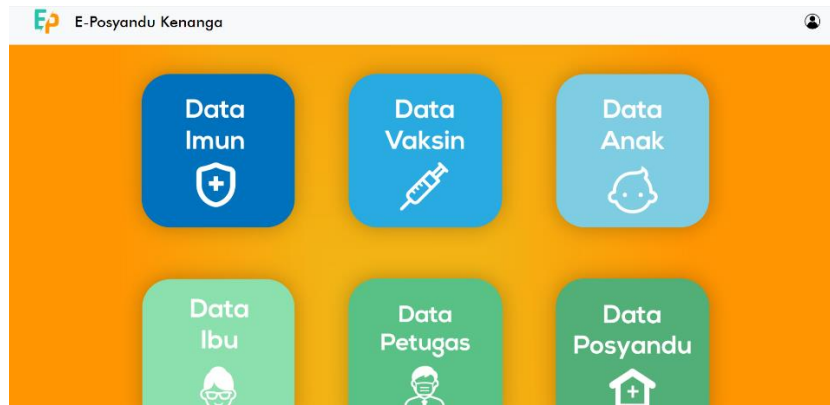 EP E-Posyandu Kenanga
Data
Imun
Data
Vaksin
Data
Anak
Data
Ibu
Data
Petugas
Data
Posyandu